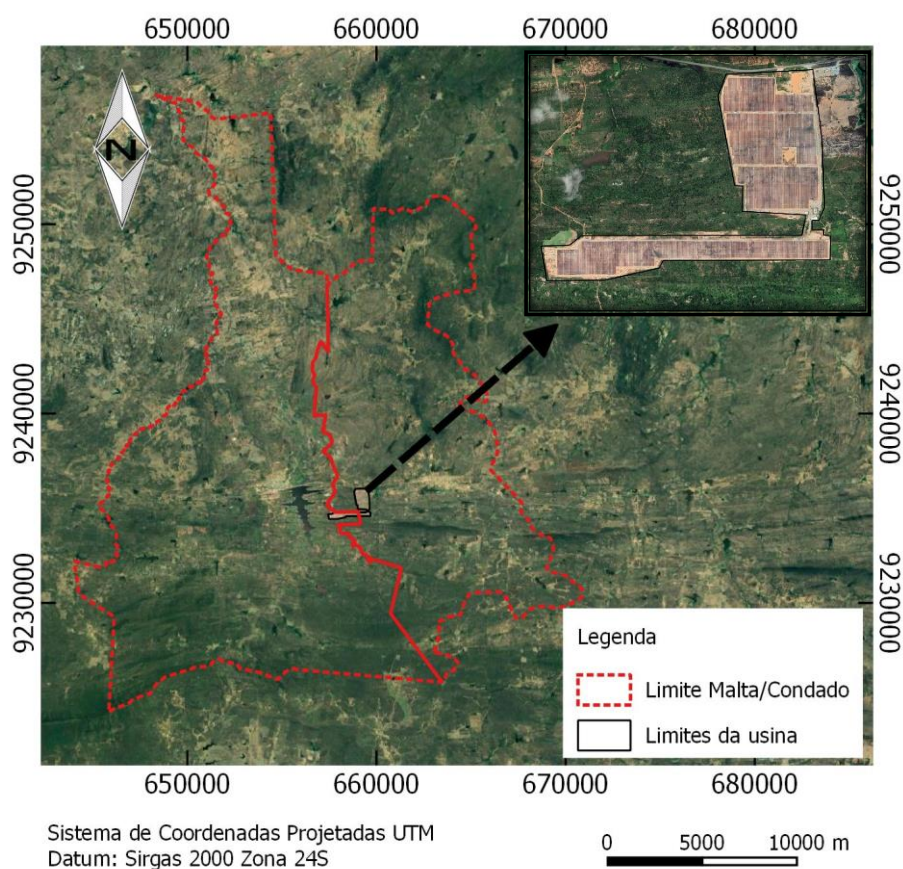 650000 660000 670000 680000
9250000 9250000
9240000 9240000
9230000 9230000
N
Legenda
Limite Malta/Condado
Limites da usina
650000 660000 670000 680000
Sistema de Coordenadas Projetadas UTM
Datum: Sirgas 2000 Zona 24S
0 5000 10000 m